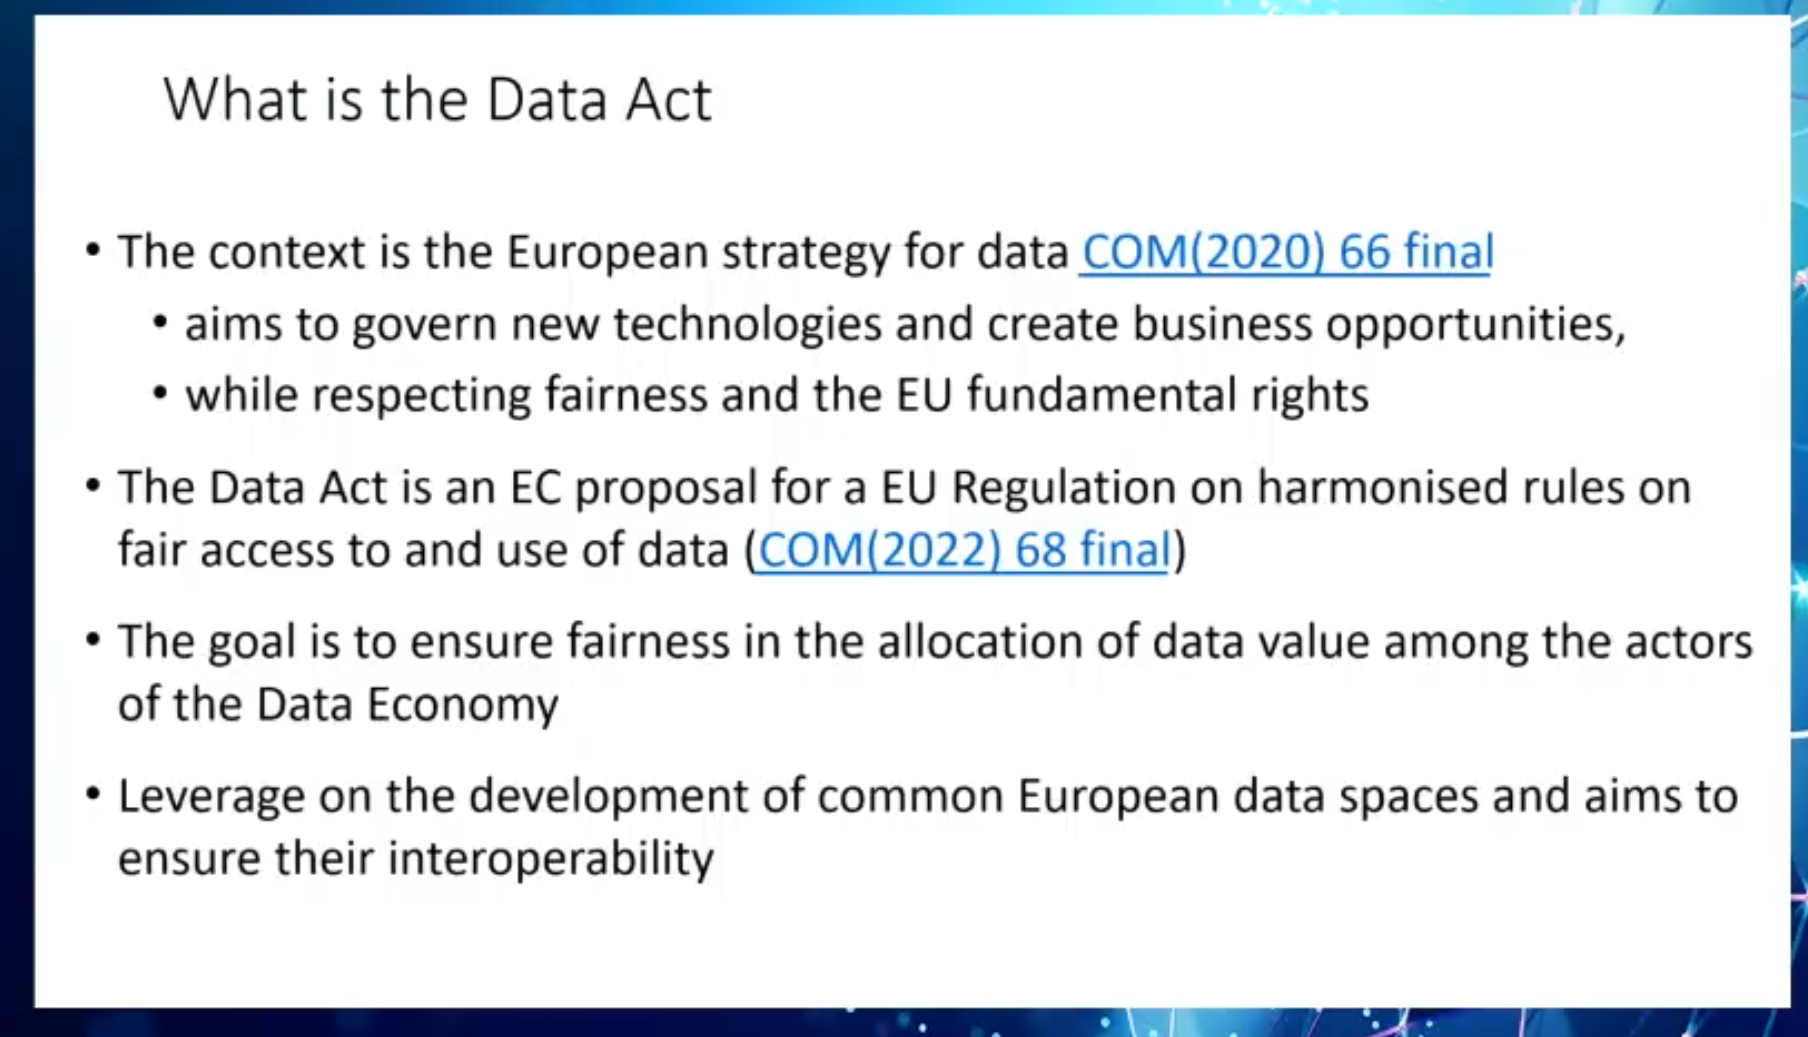 What is the Data Act
• The context is the European strategy for data COM(2020) 66 final
• aims to govern new technologies and create business opportunities,
• while respecting fairness and the EU fundamental rights
• The Data Act is an EC proposal for a EU Regulation on harmonised rules on
fair access to and use of data (COM(2022) 68 final)
• The goal is to ensure fairness in the allocation of data value among the actors
of the Data Economy
• Leverage on the development of common European data spaces and aims to
ensure their interoperability